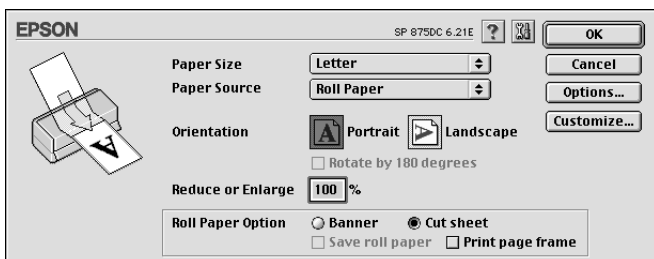 EPSON SP 875DC 6.21E ? OK
Paper Size Letter Cancel
Paper Source Roll Paper Options...
Orientation A Portrait A Landscape Customize...
Rotate by 180 degrees
Reduce or Enlarge 100 %
Roll Paper Option Banner Cut sheet
Save roll paper Print page frame
A